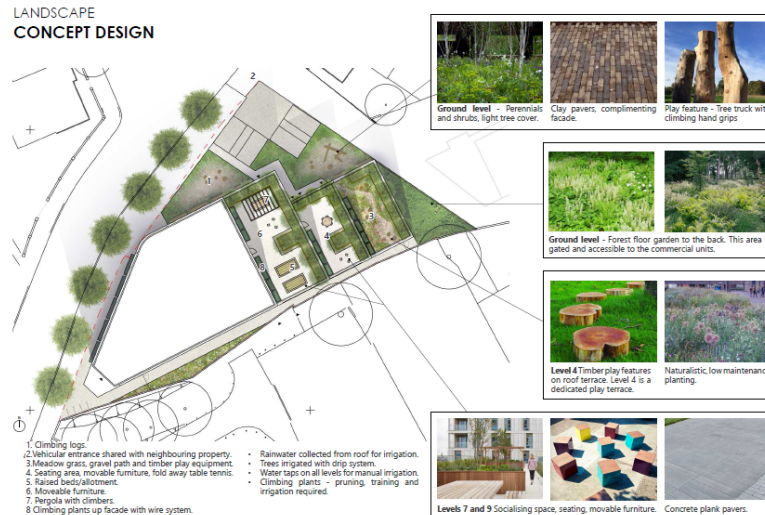 LANDSCAPE
CONCEPT DESIGN
2
1
7
3
6
4
8
5
Ground level - Perennials
and shrubs, light tree cover.
Clay pavers, complimenting
facade.
Play feature - Tree truck with
climbing hand grips
Ground level - Forest floor garden to the back. This area
gated and accessible to the commercial units.
Level 4 Timber play features
on roof terrace. Level 4 is a
dedicated play terrace.
Naturalistic, low maintenance
planting.
Levels 7 and 9 Socialising space, seating, movable furniture.
Concrete plank pavers.
1. Climbing logs.
2.Vehicular entrance shared with neighbouring property.
3.Meadow grass, gravel path and timber play equipment.
4. Seating area, movable furniture, fold away table tennis.
5. Raised beds/allotment.
6. Moveable furniture.
7. Pergola with climbers.
8 Climbing plants up facade with wire system.
• Rainwater collected from roof for irrigation.
• Trees irrigated with drip system.
• Water taps on all levels for manual irrigation.
• Climbing plants - pruning, training and
irrigation required.